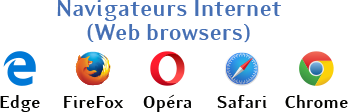 Navigateurs Internet
(Web browsers)
Edge FireFox Opéra Safari Chrome